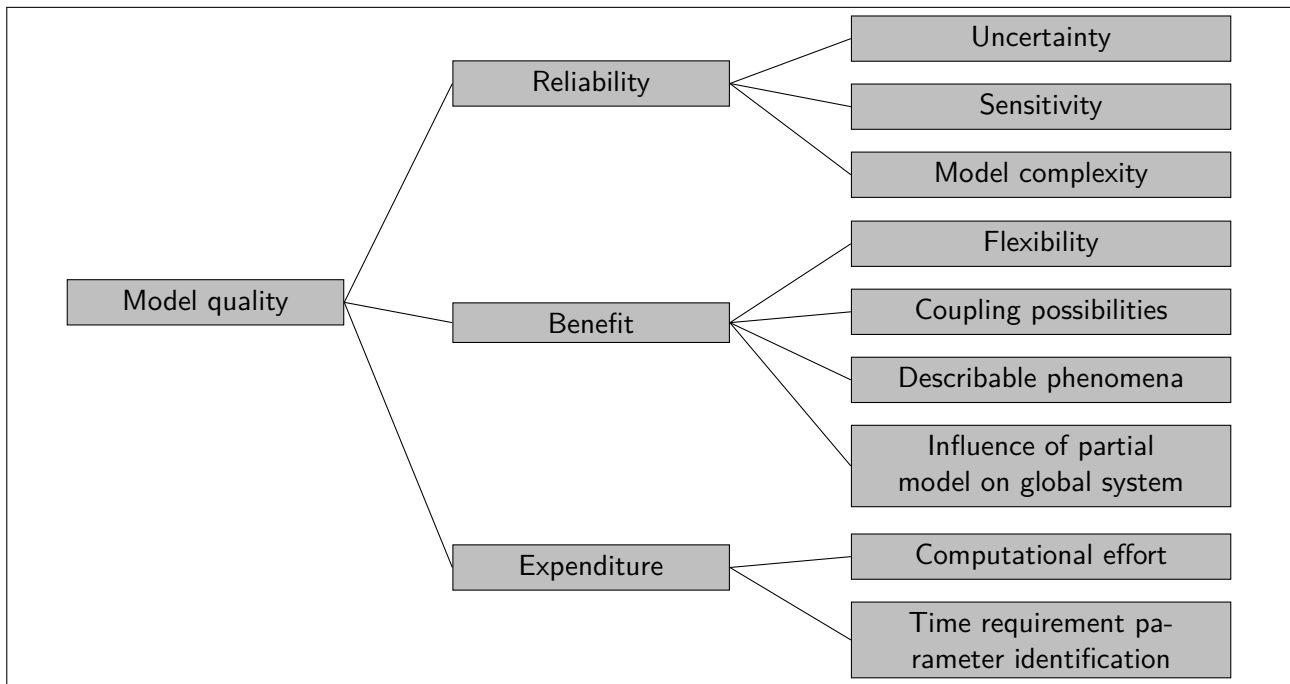 Model quality
Reliability
Uncertainty
Sensitivity
Model complexity
Benefit
Flexibility
Coupling possibilities
Describable phenomena
Influence of partial
model on global system
Expenditure
Computational effort
Time requirement pa-
rameter identification